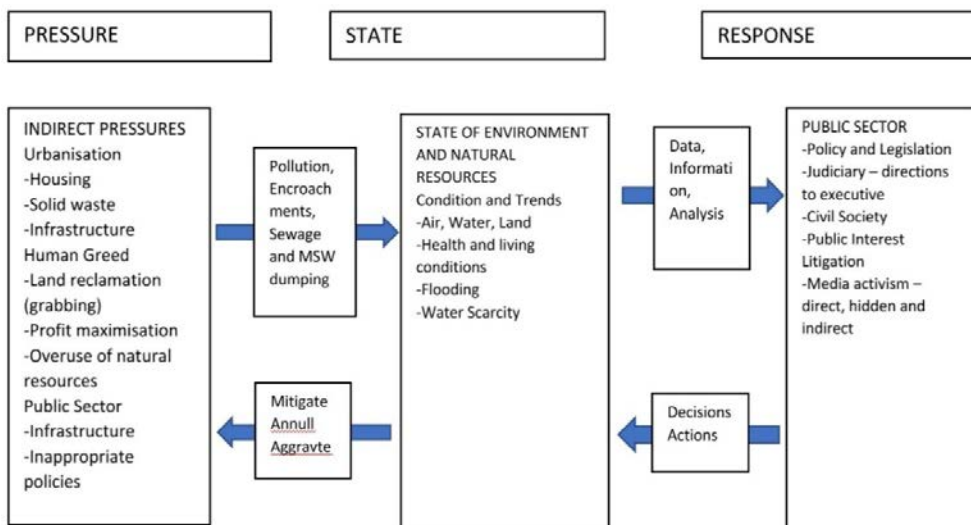 PRESSURE
STATE
RESPONSE
INDIRECT PRESSURES
Urbanisation
-Housing
-Solid waste
-Infrastructure
Human Greed
-Land reclamation
(grabbing)
-Profit maximisation
-Overuse of natural
resources
Public Sector
-Infrastructure
-Inappropriate
policies
Pollution,
Encroach
ments,
Sewage
and MSW
dumping
Mitigate
Annull
Aggravte
STATE OF ENVIRONMENT
AND NATURAL
RESOURCES
Condition and Trends
-Air, Water, Land
-Health and living
conditions
-Flooding
-Water Scarcity
Data,
Informati
on,
Analysis
Decisions
Actions
PUBLIC SECTOR
-Policy and Legislation
-Judiciary – directions
to executive
-Civil Society
-Public Interest
Litigation
-Media activism –
direct, hidden and
indirect